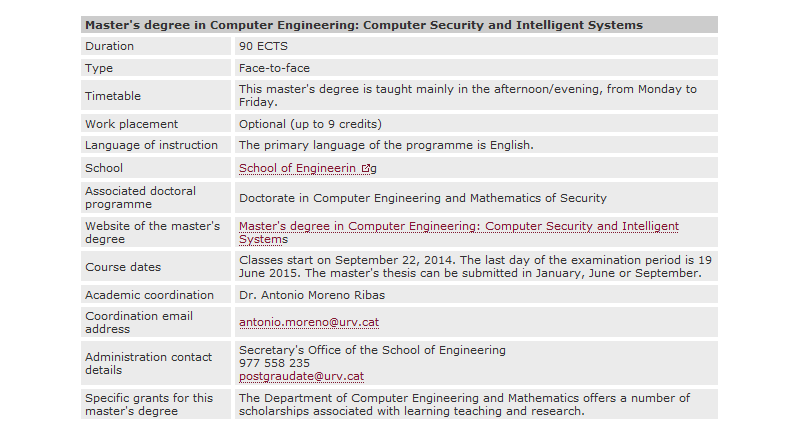 Master's degree in Computer Engineering: Computer Security and Intelligent Systems
Duration
90 ECTS
Type
Face-to-face
Timetable
This master's degree is taught mainly in the afternoon/evening, from Monday to
Friday.
Work placement
Optional (up to 9 credits)
Language of instruction
The primary language of the programme is English.
School
School of Engineerin g
Associated doctoral
programme
Doctorate in Computer Engineering and Mathematics of Security
Website of the master's
degree
Master's degree in Computer Engineering: Computer Security and Intelligent
Systems
Course dates
Classes start on September 22, 2014. The last day of the examination period is 19
June 2015. The master's thesis can be submitted in January, June or September.
Academic coordination
Dr. Antonio Moreno Ribas
Coordination email
address
antonio.moreno@urv.cat
Administration contact
details
Secretary's Office of the School of Engineering
977 558 235
postgraudate@urv.cat
Specific grants for this
master's degree
The Department of Computer Engineering and Mathematics offers a number of
scholarships associated with learning teaching and research.